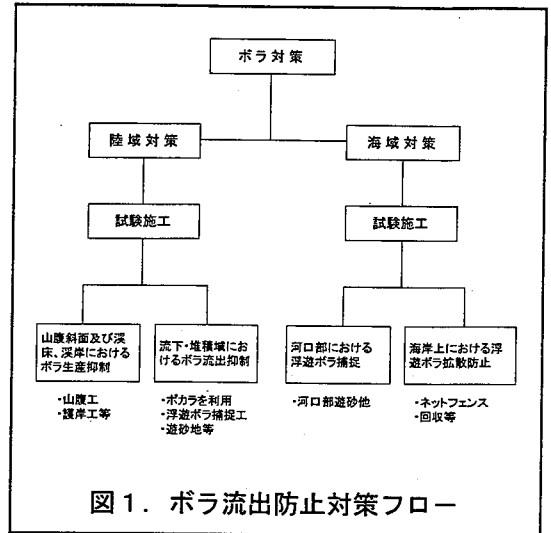 ボラ対策
陸域対策
海域対策
試験施工
試験施工
山腹斜面及び渓
床、渓岸における
ボラ生産抑制
流下・堆積域にお
けるボラ流出抑制
河口部における
浮遊ボラ捕捉
海岸上における浮
遊ボラ拡散防止
・山腹工
・護岸工等
・ボカラを利用
・浮遊ボラ捕捉工
・遊砂地等
・河口部遊砂他
・ネットフェンス
・回収等
図1. ボラ流出防止対策フロー